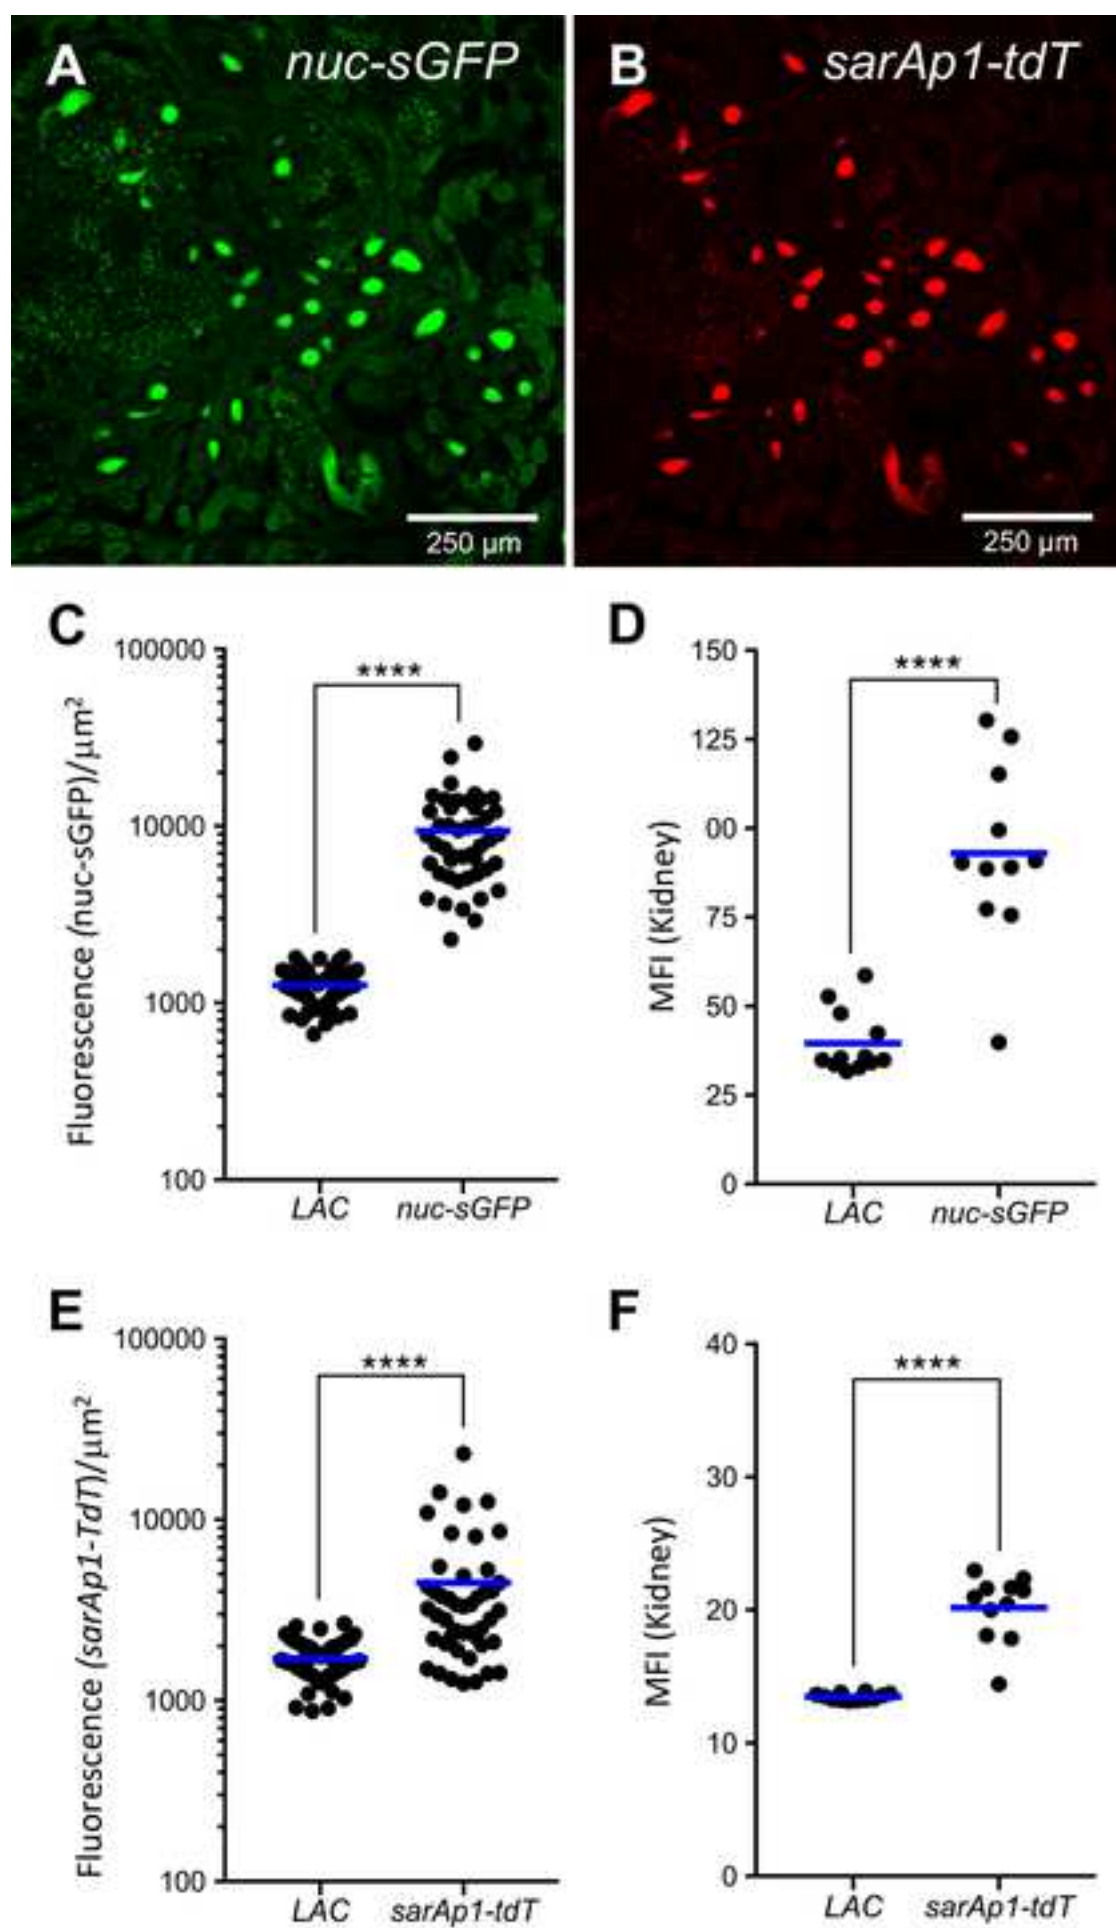 A nuc-sGFP
B sarAp1-tdT
250 µm
250 µm
C
100000
10000
1000
100
Fluorescence (nuc-sGFP)/µm²
****
LAC nuc-sGFP
D
150
125
00
75
50
25
0
MFI (Kidney)
****
LAC nuc-sGFP
E
100000
10000
1000
100
Fluorescence (sarAp1-TdT)/µm²
****
LAC sarAp1-tdT
F
40
30
20
10
0
MFI (Kidney)
****
LAC sarAp1-tdT